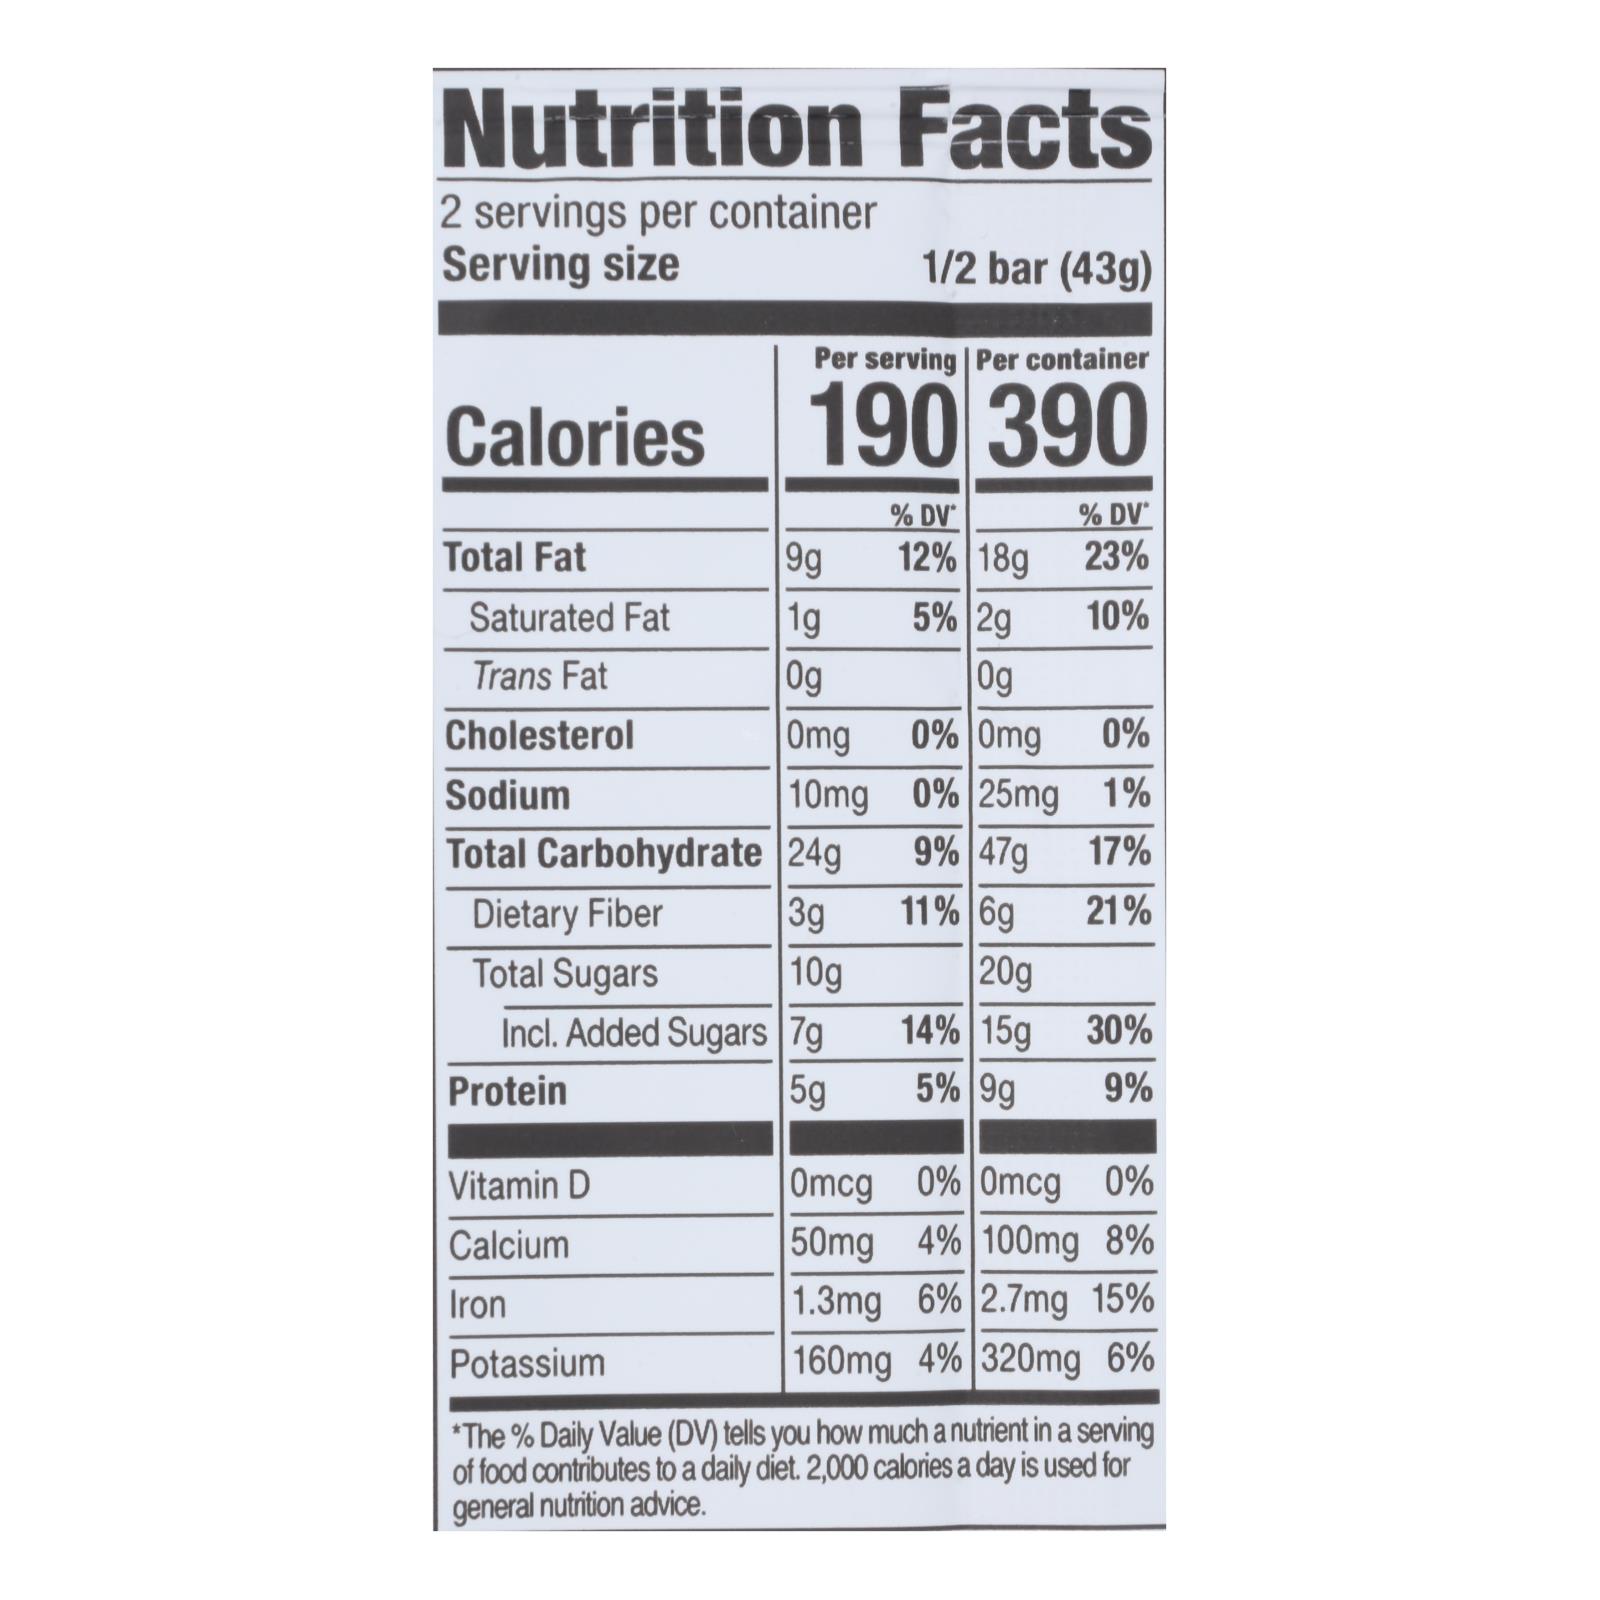 Nutrition Facts
2 servings per container
Serving size 1/2 bar (43g)
Per serving Per container
Calories 190 390
% DV* % DV*
Total Fat 9g 12% 18g 23%
Saturated Fat 1g 5% 2g 10%
Trans Fat 0g 0g
Cholesterol 0mg 0% 0mg 0%
Sodium 10mg 0% 25mg 1%
Total Carbohydrate 24g 9% 47g 17%
Dietary Fiber 3g 11% 6g 21%
Total Sugars 10g 20g
Incl. Added Sugars 7g 14% 15g 30%
Protein 5g 5% 9g 9%
Vitamin D 0mcg 0% 0mcg 0%
Calcium 50mg 4% 100mg 8%
Iron 1.3mg 6% 2.7mg 15%
Potassium 160mg 4% 320mg 6%
*The % Daily Value (DV) tells you how much a nutrient in a serving
of food contributes to a daily diet. 2,000 calories a day is used for
general nutrition advice.